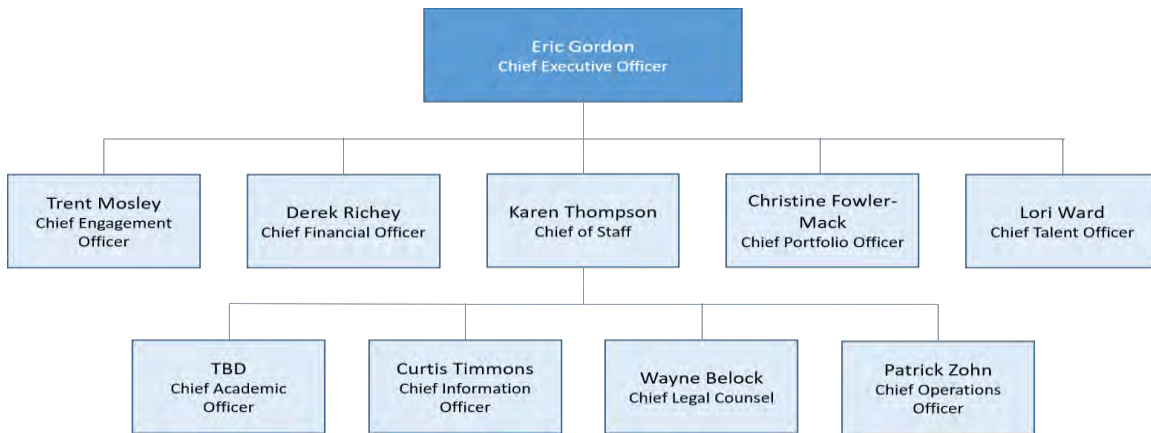 Eric Gordon
Chief Executive Officer
Trent Mosley
Chief Engagement
Officer
Derek Richey
Chief Financial Officer
Karen Thompson
Chief of Staff
Christine Fowler-
Mack
Chief Portfolio Officer
Lori Ward
Chief Talent Officer
TBD
Chief Academic
Officer
Curtis Timmons
Chief Information
Officer
Wayne Belock
Chief Legal Counsel
Patrick Zohn
Chief Operations
Officer